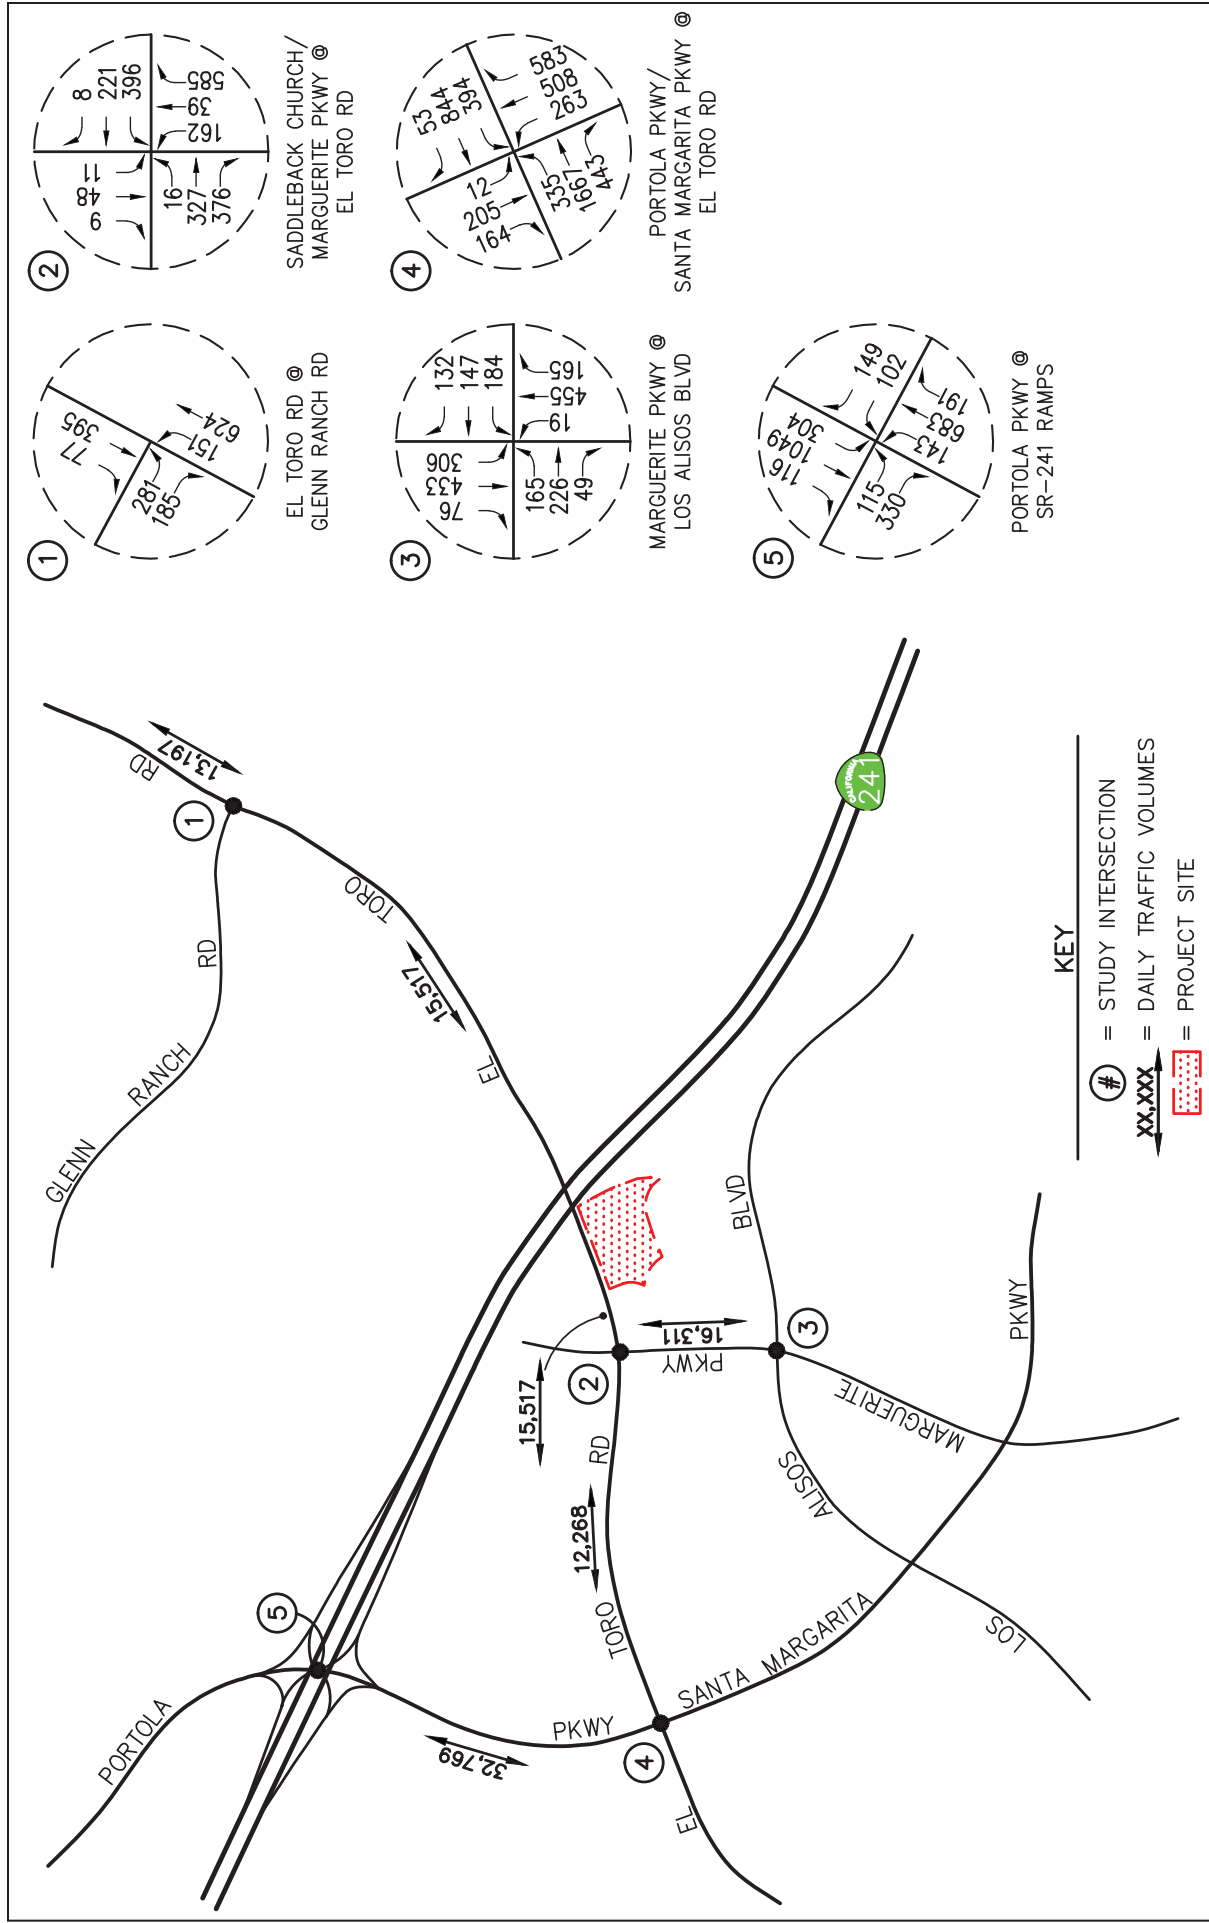 1
77
395
281
185
151
624
EL TORO RD @
GLENN RANCH RD
2
8
221
396
11
48
9
16
327
376
162
39
585
SADDLEBACK CHURCH/
MARGUERITE PKWY @
EL TORO RD
3
132
147
184
306
433
76
165
226
49
19
455
165
MARGUERITE PKWY @
LOS ALISOS BLVD
4
53
844
394
12
205
164
335
1667
443
263
508
583
PORTOLA PKWY/
SANTA MARGARITA PKWY @
EL TORO RD
5
116
1049
304
149
102
115
330
143
683
191
PORTOLA PKWY @
SR-241 RAMPS
GLENN RANCH RD
EL TORO RD
13,197
1
15,517
CALIFORNIA
241
15,517
2
16,311
MARGUERITE PKWY
3
LOS ALISOS BLVD
12,268
EL TORO RD
4
SANTA MARGARITA PKWY
PORTOLA PKWY
32,769
5
KEY
# = STUDY INTERSECTION
XX,XXX = DAILY TRAFFIC VOLUMES
= PROJECT SITE